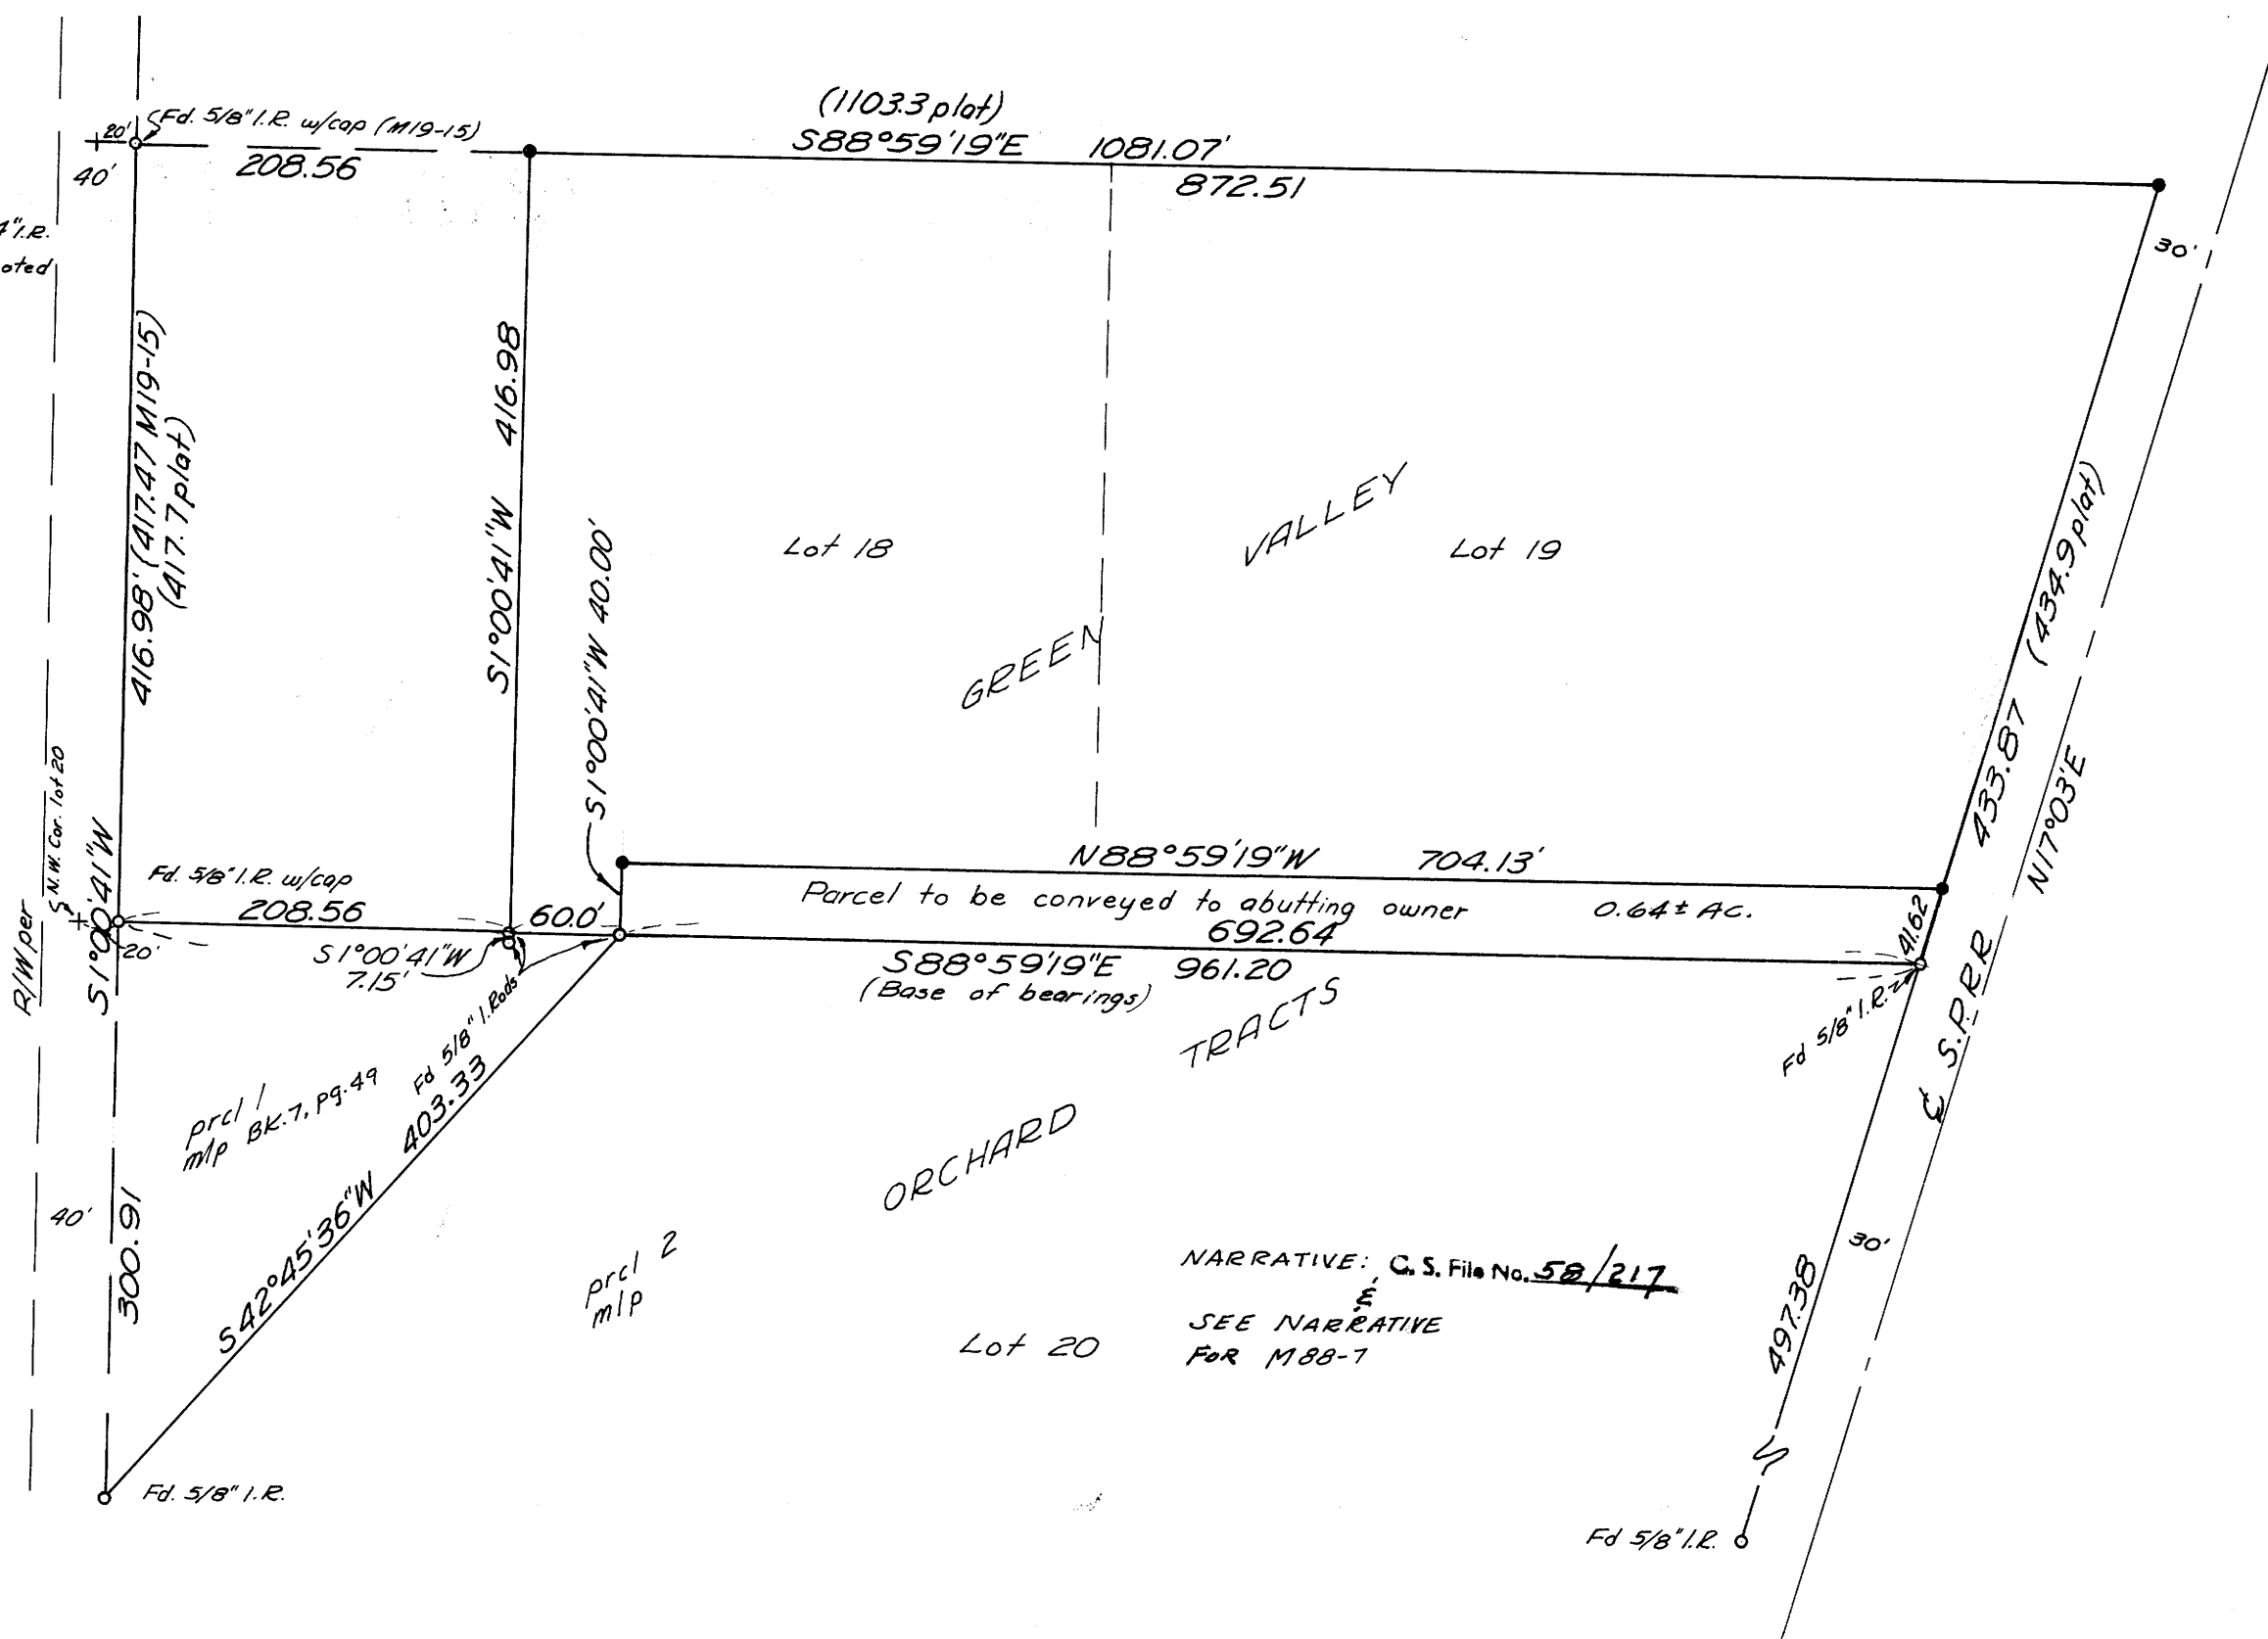 (1103.3 plat)
S88°59'19"E 1081.07'
872.51
Fd. 5/8" I.R. w/cap (M19-15)
20'
40'
208.56
4" I.R.
oted
30'
416.98' (417.47 M19-15)
(417.7 plat)
S1°00'41"W
S1°00'41"W 416.98
S1°00'41"W 40.00'
Lot 18
GREEN
VALLEY
Lot 19
433.87 (434.9 plat)
N17°03'E
R/W per
N.W. Cor. lot 20
Fd. 5/8" I.R. w/cap
208.56
20'
60.0'
S1°00'41"W
7.15'
Fd 5/8" I.Rods
N88°59'19"W 704.13'
Parcel to be conveyed to abutting owner 0.64± AC.
692.64
S88°59'19"E 961.20
(Base of bearings)
41.62
Fd 5/8" I.R.
℄ S.P.RR
TRACTS
ORCHARD
prcl 1
mlp BK.7, pg.49
403.33
S42°45'36"W
40'
300.91
prcl 2
mlp
Lot 20
NARRATIVE: C.S. File No. 58/217
&
SEE NARRATIVE
FOR M88-7
30'
497.38
Fd. 5/8" I.R.
Fd 5/8" I.R.